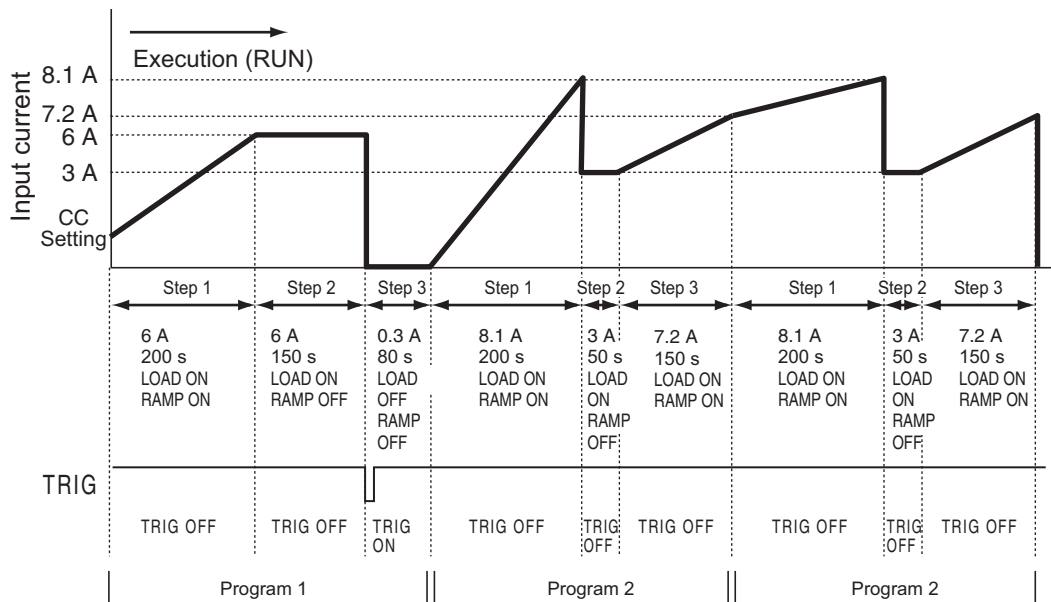 Execution (RUN)
Input current
8.1 A
7.2 A
6 A
3 A
CC
Setting
Step 1
Step 2
Step 3
Step 1
Step 2
Step 3
Step 1
Step 2
Step 3
6 A
200 s
LOAD ON
RAMP ON
6 A
150 s
LOAD ON
RAMP OFF
0.3 A
80 s
LOAD
OFF
RAMP
OFF
8.1 A
200 s
LOAD ON
RAMP ON
3 A
50 s
LOAD
ON
RAMP
OFF
7.2 A
150 s
LOAD ON
RAMP ON
8.1 A
200 s
LOAD ON
RAMP ON
3 A
50 s
LOAD
ON
RAMP
OFF
7.2 A
150 s
LOAD ON
RAMP ON
TRIG
TRIG OFF
TRIG OFF
TRIG
ON
TRIG OFF
TRIG
OFF
TRIG OFF
TRIG OFF
TRIG
OFF
TRIG OFF
Program 1
Program 2
Program 2